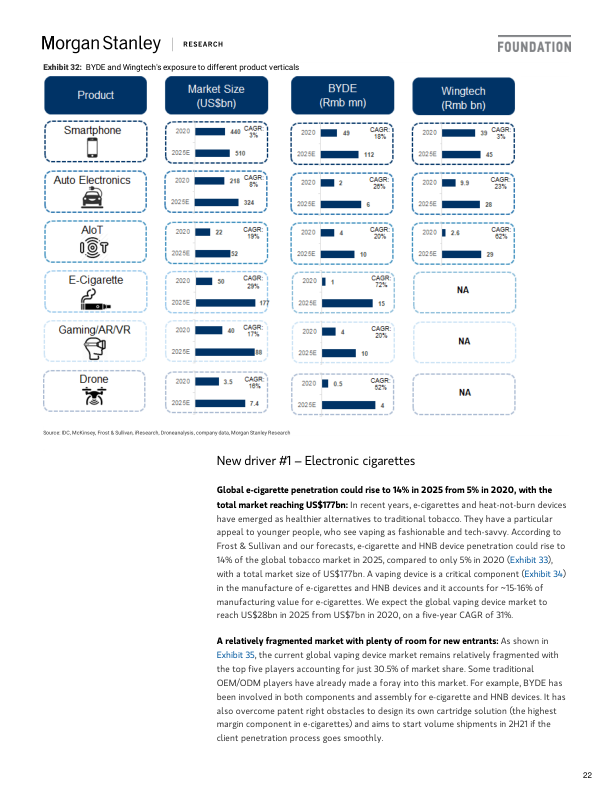 Morgan Stanley | RESEARCH
FOUNDATION
Exhibit 32: BYDE and Wingtech's exposure to different product verticals
Product
Market Size (US$bn)
BYDE (Rmb mn)
Wingtech (Rmb bn)
Smartphone
2020 440 CAGR: 3%
2025E 510
2020 49 CAGR: 18%
2025E 112
2020 39 CAGR: 3%
2025E 45
Auto Electronics
2020 218 CAGR: 8%
2025E 324
2020 2 CAGR: 26%
2025E 6
2020 9.9 CAGR: 23%
2025E 28
AIoT
2020 22 CAGR: 19%
2025E 52
2020 4 CAGR: 20%
2025E 10
2020 2.6 CAGR: 62%
2025E 29
E-Cigarette
2020 50 CAGR: 29%
2025E 177
2020 1 CAGR: 72%
2025E 15
NA
Gaming/AR/VR
2020 40 CAGR: 17%
2025E 88
2020 4 CAGR: 20%
2025E 10
NA
Drone
2020 3.5 CAGR: 16%
2025E 7.4
2020 0.5 CAGR: 52%
2025E 4
NA
Source: IDC, McKinsey, Frost & Sullivan, iResearch, Droneanalysis, company data, Morgan Stanley Research
New driver #1 – Electronic cigarettes
Global e-cigarette penetration could rise to 14% in 2025 from 5% in 2020, with the
total market reaching US$177bn: In recent years, e-cigarettes and heat-not-burn devices
have emerged as healthier alternatives to traditional tobacco. They have a particular
appeal to younger people, who see vaping as fashionable and tech-savvy. According to
Frost & Sullivan and our forecasts, e-cigarette and HNB device penetration could rise to
14% of the global tobacco market in 2025, compared to only 5% in 2020 (Exhibit 33),
with a total market size of US$177bn. A vaping device is a critical component (Exhibit 34)
in the manufacture of e-cigarettes and HNB devices and it accounts for ~15-16% of
manufacturing value for e-cigarettes. We expect the global vaping device market to
reach US$28bn in 2025 from US$7bn in 2020, on a five-year CAGR of 31%.
A relatively fragmented market with plenty of room for new entrants: As shown in
Exhibit 35, the current global vaping device market remains relatively fragmented with
the top five players accounting for just 30.5% of market share. Some traditional
OEM/ODM players have already made a foray into this market. For example, BYDE has
been involved in both components and assembly for e-cigarette and HNB devices. It has
also overcome patent right obstacles to design its own cartridge solution (the highest
margin component in e-cigarettes) and aims to start volume shipments in 2H21 if the
client penetration process goes smoothly.
22